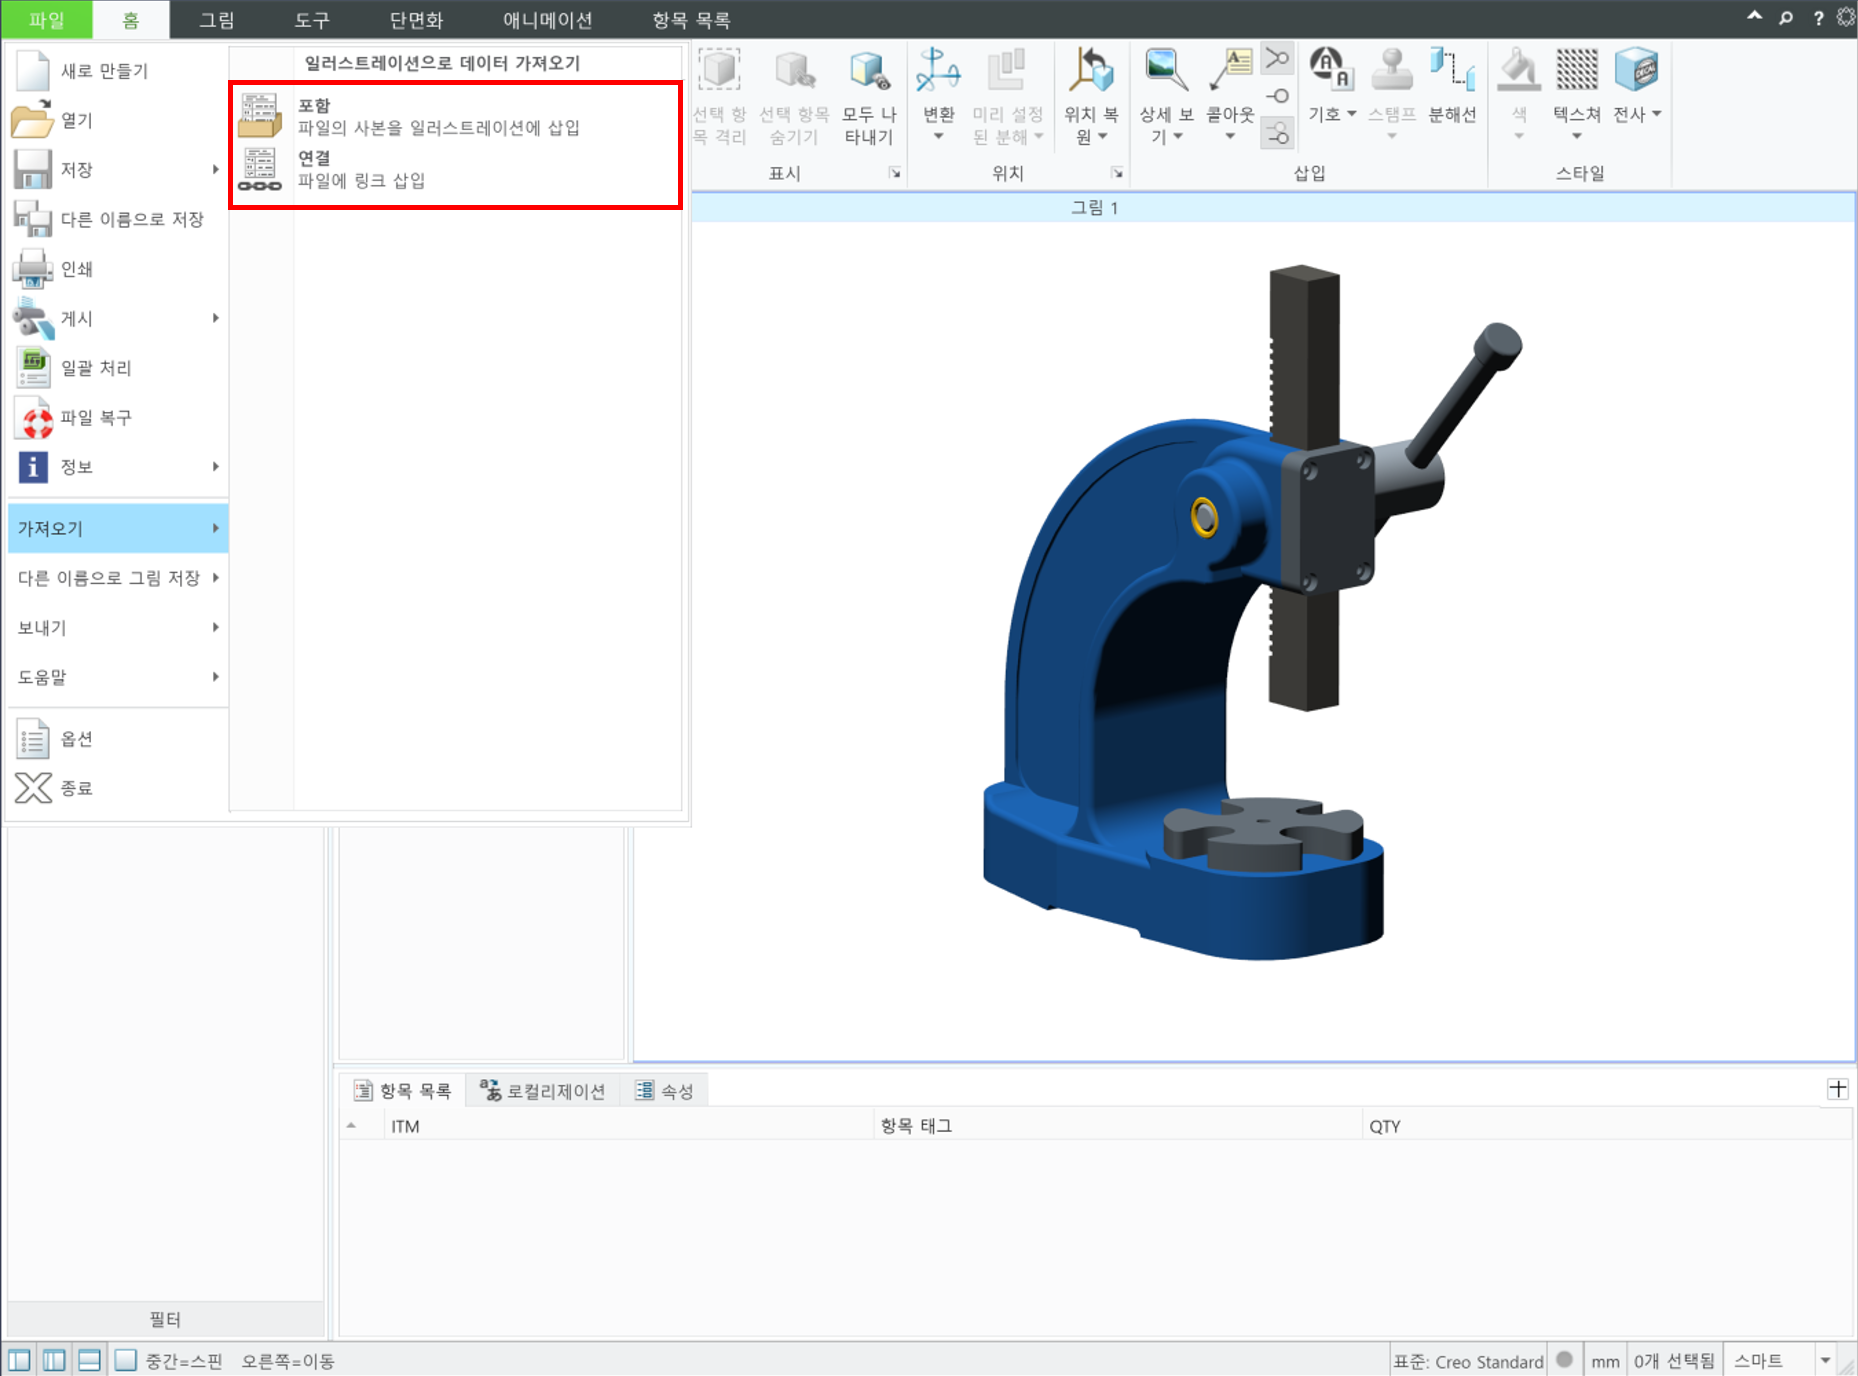 파일 홈 그림 도구 단면화 애니메이션 항목 목록
새로 만들기
열기
저장
다른 이름으로 저장
인쇄
게시
일괄 처리
파일 복구
정보
가져오기
다른 이름으로 그림 저장
보내기
도움말
옵션
종료
일러스트레이션으로 데이터 가져오기
포함
파일의 사본을 일러스트레이션에 삽입
연결
파일에 링크 삽입
선택 항
목 격리
선택 항목
숨기기
모두 나
타내기
표시
변환
미리 설정
된 분해
위치 복
원
위치
상세 보
기
콜아웃
기호
스탬프
분해선
삽입
색
텍스쳐
전사
스타일
DECAL
그림 1
항목 목록 로컬리제이션 속성
ITM 항목 태그 QTY
필터
중간=스핀 오른쪽=이동
표준: Creo Standard mm 0개 선택됨 스마트